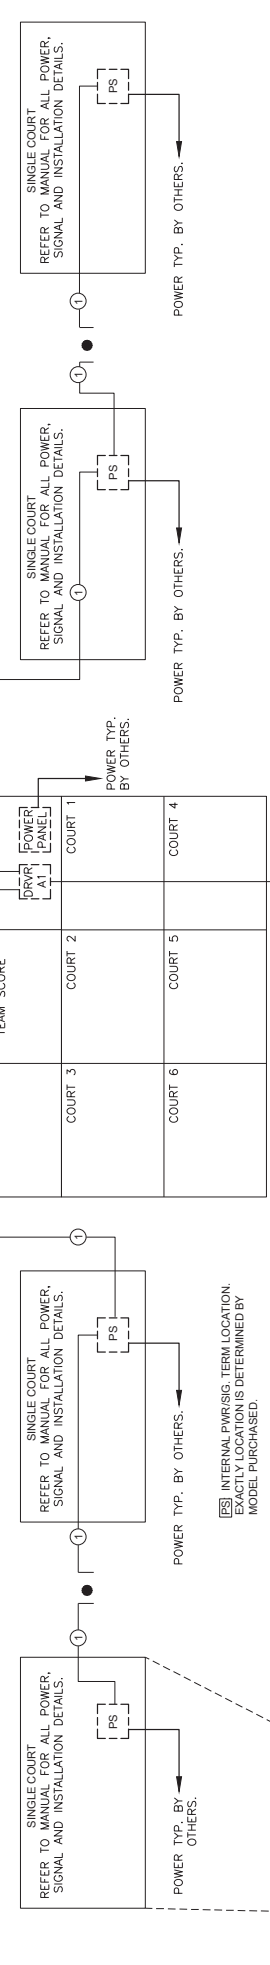 SINGLE COURT
REFER TO MANUAL FOR ALL POWER,
SIGNAL AND INSTALLATION DETAILS.
PS
POWER TYP. BY
OTHERS.
1
1
SINGLE COURT
REFER TO MANUAL FOR ALL POWER,
SIGNAL AND INSTALLATION DETAILS.
PS
POWER TYP. BY OTHERS.
1
PS INTERNAL PWR/SIG. TERM LOCATION.
EXACTLY LOCATION IS DETERMINED BY
MODEL PURCHASED.
TEAM SCORE
DRVR
A1
POWER
PANEL
COURT 3
COURT 2
COURT 1
COURT 6
COURT 5
COURT 4
POWER TYP.
BY OTHERS.
SINGLE COURT
REFER TO MANUAL FOR ALL POWER,
SIGNAL AND INSTALLATION DETAILS.
1
PS
POWER TYP. BY OTHERS.
1
1
SINGLE COURT
REFER TO MANUAL FOR ALL POWER,
SIGNAL AND INSTALLATION DETAILS.
PS
POWER TYP. BY OTHERS.